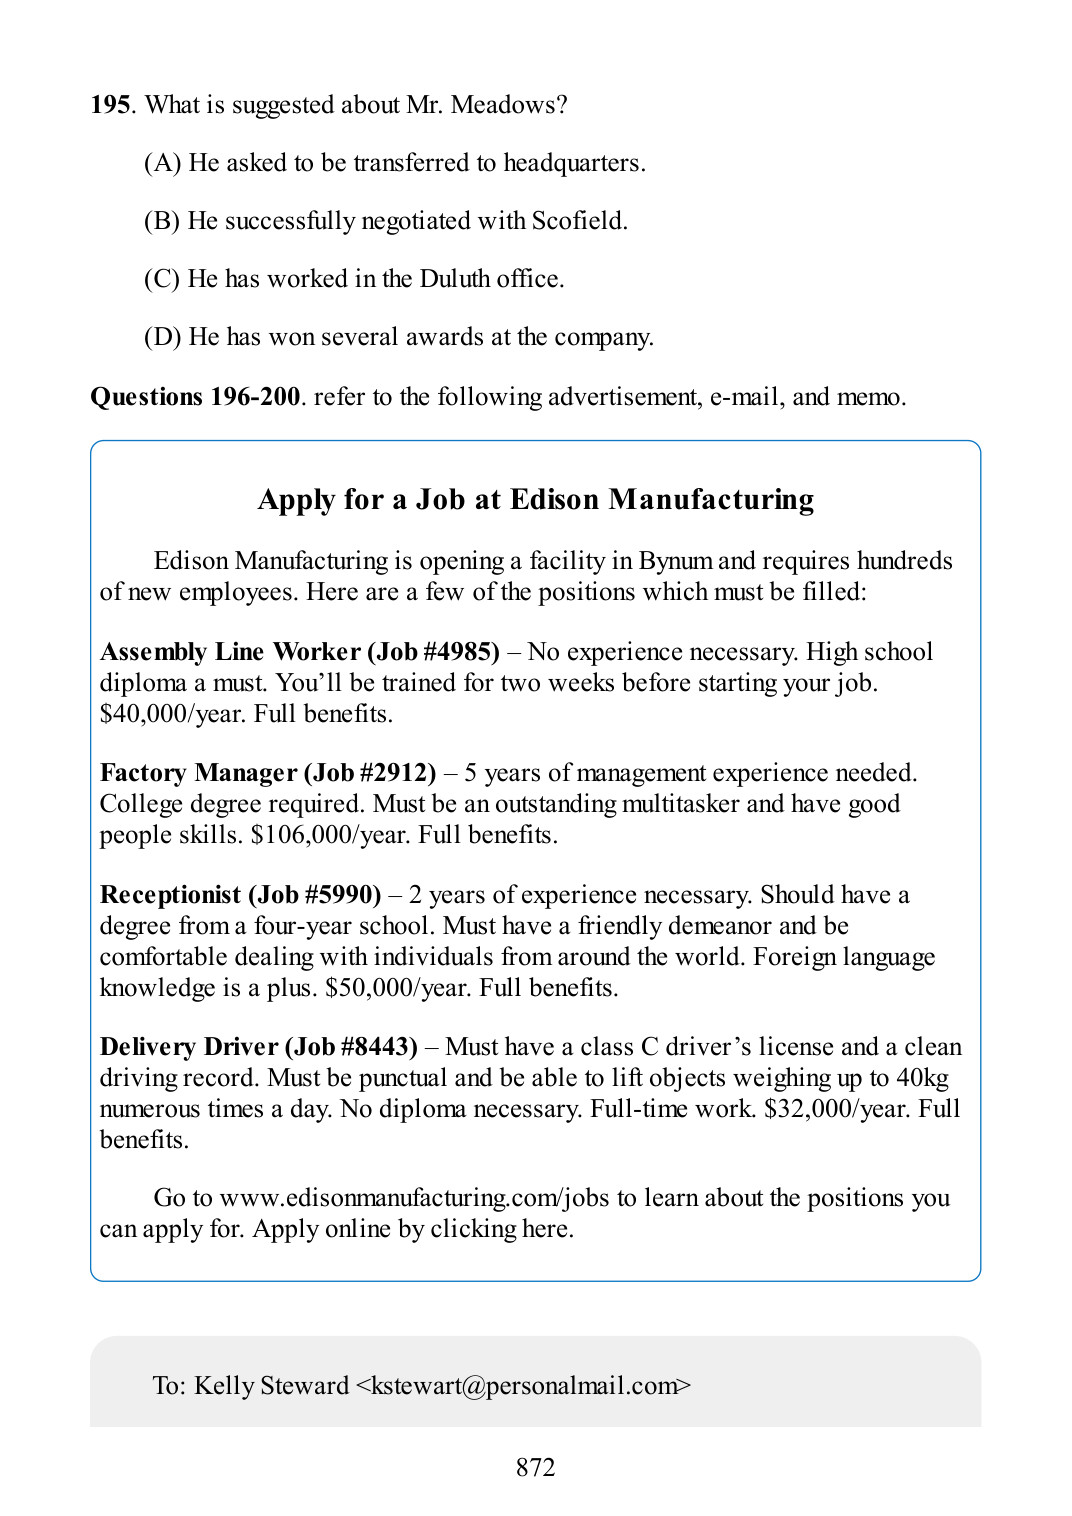 195. What is suggested about Mr. Meadows?
(A) He asked to be transferred to headquarters.
(B) He successfully negotiated with Scofield.
(C) He has worked in the Duluth office.
(D) He has won several awards at the company.
Questions 196-200. refer to the following advertisement, e-mail, and memo.
Apply for a Job at Edison Manufacturing
Edison Manufacturing is opening a facility in Bynum and requires hundreds
of new employees. Here are a few of the positions which must be filled:
Assembly Line Worker (Job #4985) – No experience necessary. High school
diploma a must. You’ll be trained for two weeks before starting your job.
$40,000/year. Full benefits.
Factory Manager (Job #2912) – 5 years of management experience needed.
College degree required. Must be an outstanding multitasker and have good
people skills. $106,000/year. Full benefits.
Receptionist (Job #5990) – 2 years of experience necessary. Should have a
degree from a four-year school. Must have a friendly demeanor and be
comfortable dealing with individuals from around the world. Foreign language
knowledge is a plus. $50,000/year. Full benefits.
Delivery Driver (Job #8443) – Must have a class C driver’s license and a clean
driving record. Must be punctual and be able to lift objects weighing up to 40kg
numerous times a day. No diploma necessary. Full-time work. $32,000/year. Full
benefits.
Go to www.edisonmanufacturing.com/jobs to learn about the positions you
can apply for. Apply online by clicking here.
To: Kelly Steward <kstewart@personalmail.com>
872